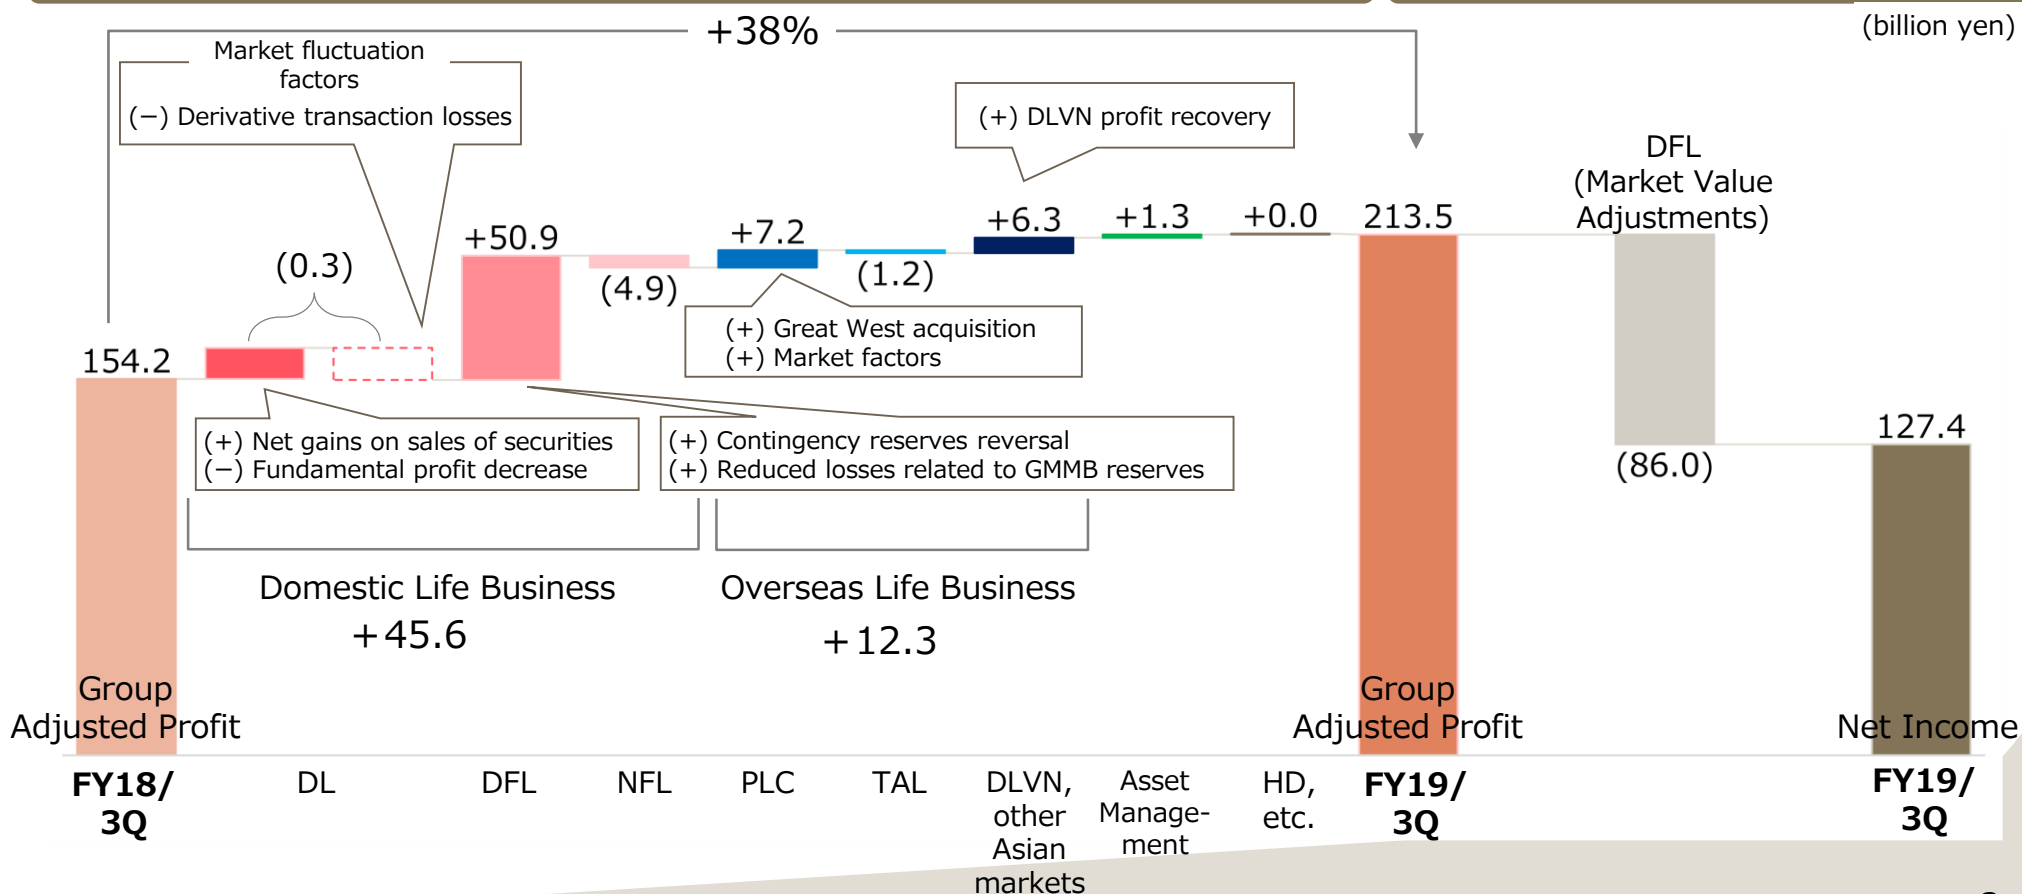 (billion yen)
+38%
Market fluctuation
factors
(−) Derivative transaction losses
(+) DLVN profit recovery
DFL
(Market Value
Adjustments)
154.2
(0.3)
+50.9
(4.9)
+7.2
(1.2)
+6.3
+1.3
+0.0
213.5
(86.0)
127.4
(+) Great West acquisition
(+) Market factors
(+) Net gains on sales of securities
(−) Fundamental profit decrease
(+) Contingency reserves reversal
(+) Reduced losses related to GMMB reserves
Domestic Life Business
+45.6
Overseas Life Business
+12.3
Group
Adjusted Profit
Group
Adjusted Profit
Net Income
FY18/
3Q
DL
DFL
NFL
PLC
TAL
DLVN,
other
Asian
markets
Asset
Manage-
ment
HD,
etc.
FY19/
3Q
FY19/
3Q